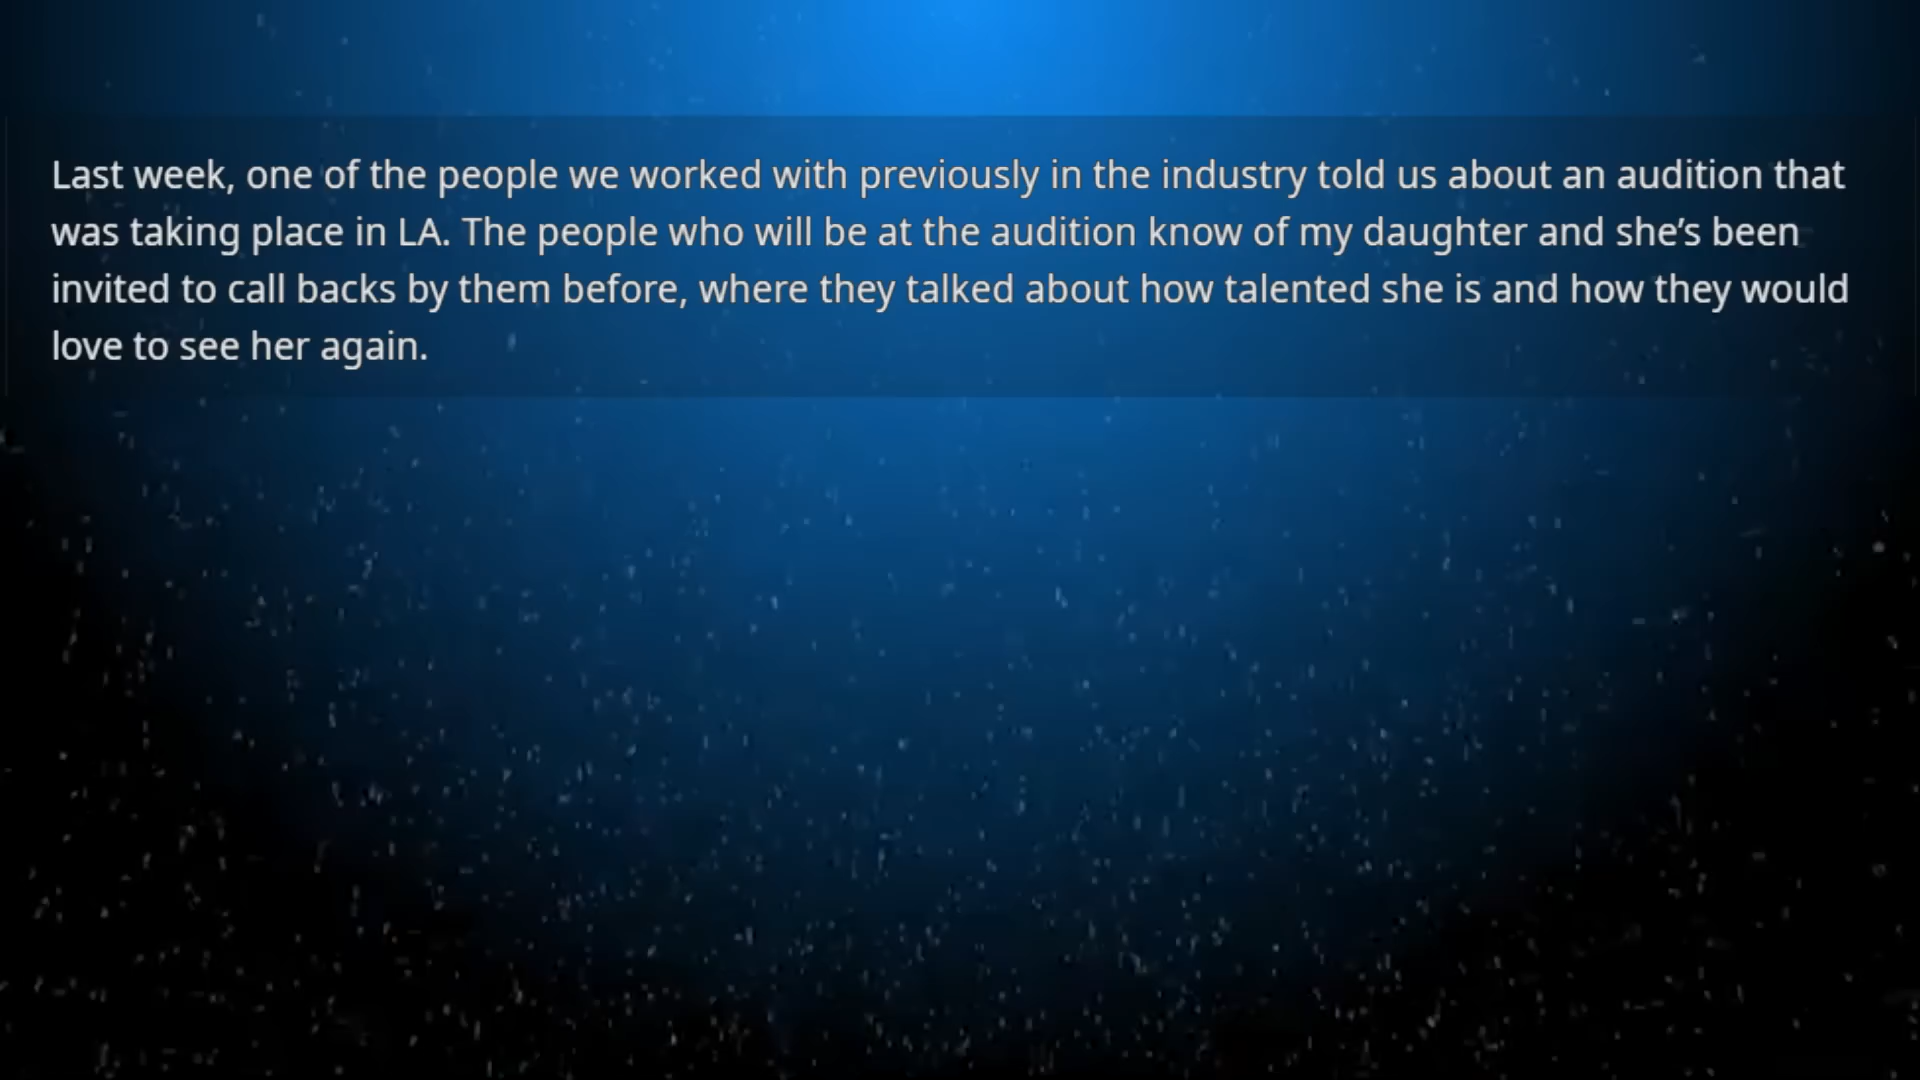 Last week, one of the people we worked with previously in the industry told us about an audition that
was taking place in LA. The people who will be at the audition know of my daughter and she’s been
invited to call backs by them before, where they talked about how talented she is and how they would
love to see her again.